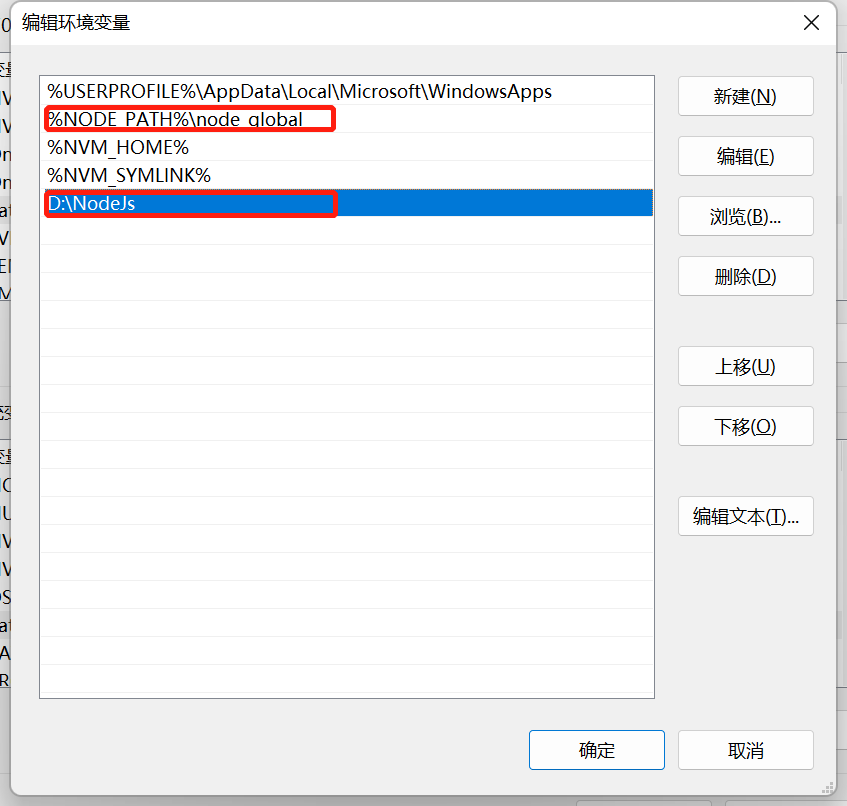 编辑环境变量
%USERPROFILE%\AppData\Local\Microsoft\WindowsApps
%NODE_PATH%\node_global
%NVM_HOME%
%NVM_SYMLINK%
D:\NodeJs
新建(N)
编辑(E)
浏览(B)...
删除(D)
上移(U)
下移(O)
编辑文本(T)...
确定
取消